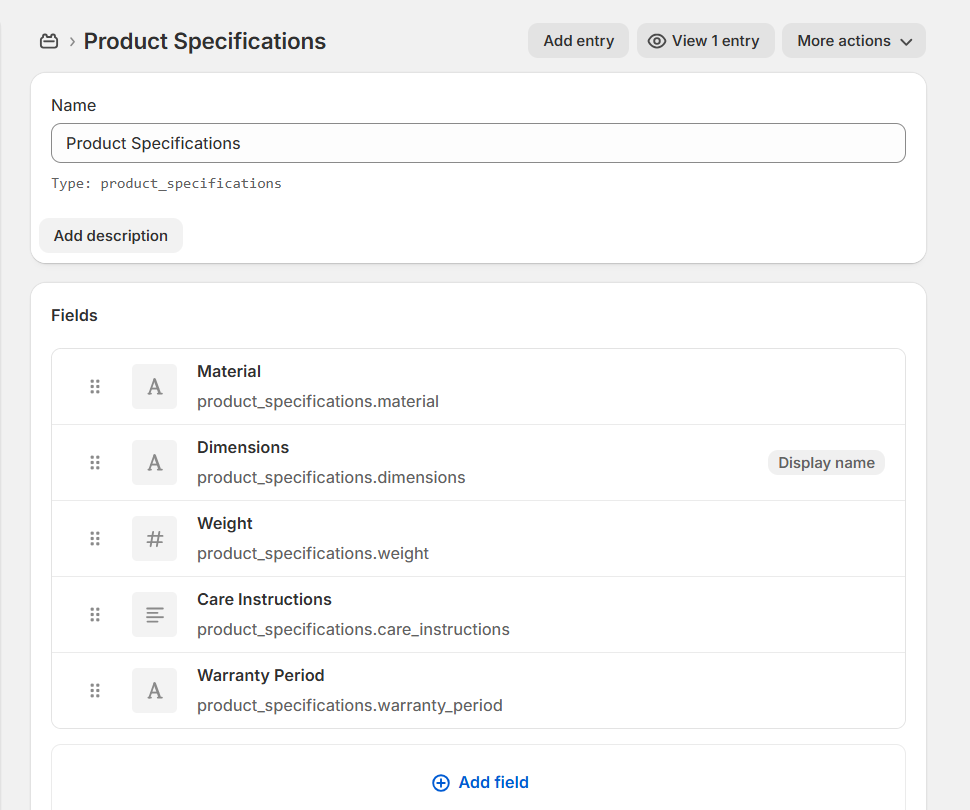 Product Specifications
Add entry
View 1 entry
More actions
Name
Product Specifications
Type: product_specifications
Add description
Fields
Material
product_specifications.material
Dimensions
product_specifications.dimensions
Display name
Weight
product_specifications.weight
Care Instructions
product_specifications.care_instructions
Warranty Period
product_specifications.warranty_period
Add field